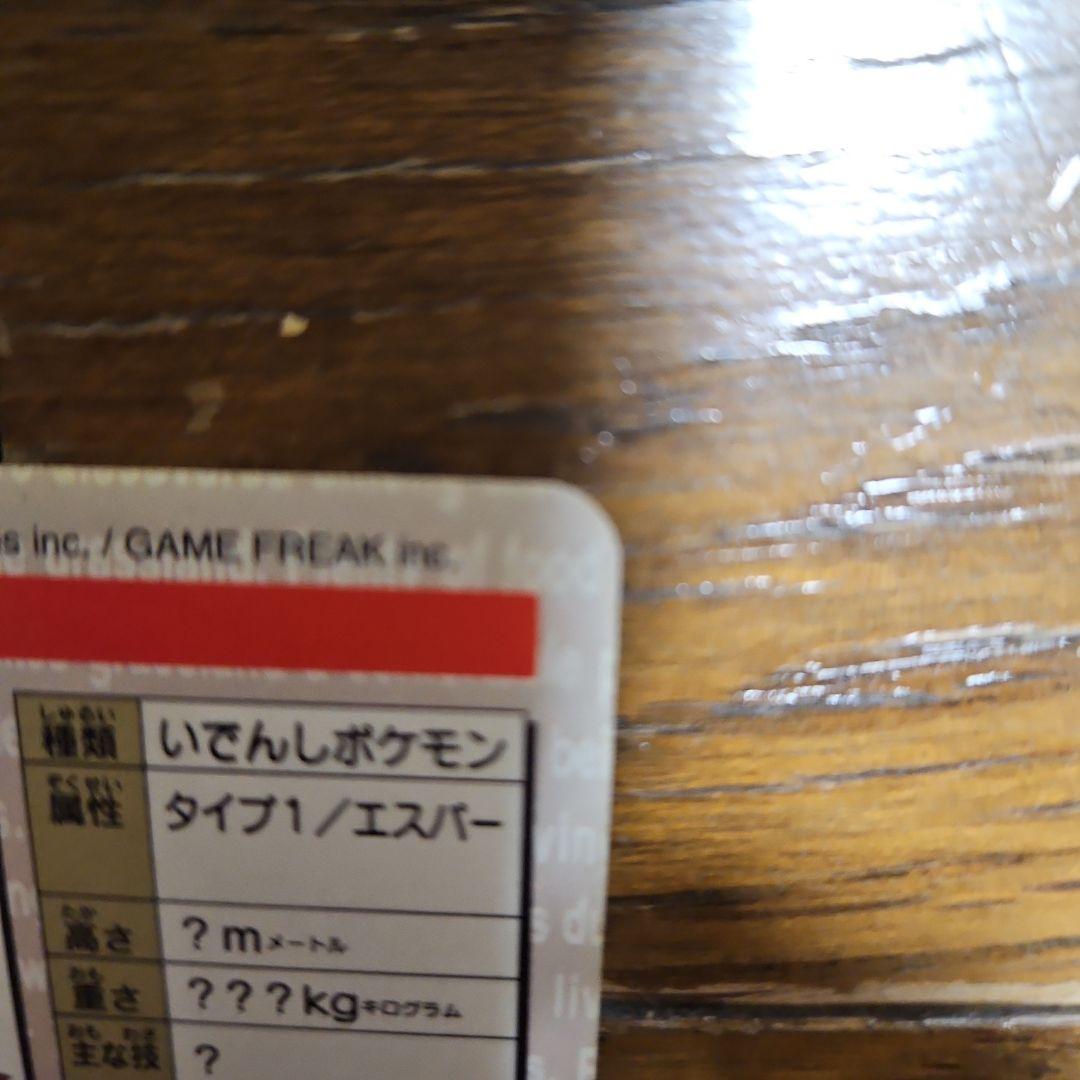 s inc. / GAME FREAK inc.
しゅるい
種類 いでんしポケモン
ぞくせい
属性 タイプ1／エスパー
たか
高さ ?mメートル
おも
重さ ???kgキログラム
おも わざ
主な技 ?